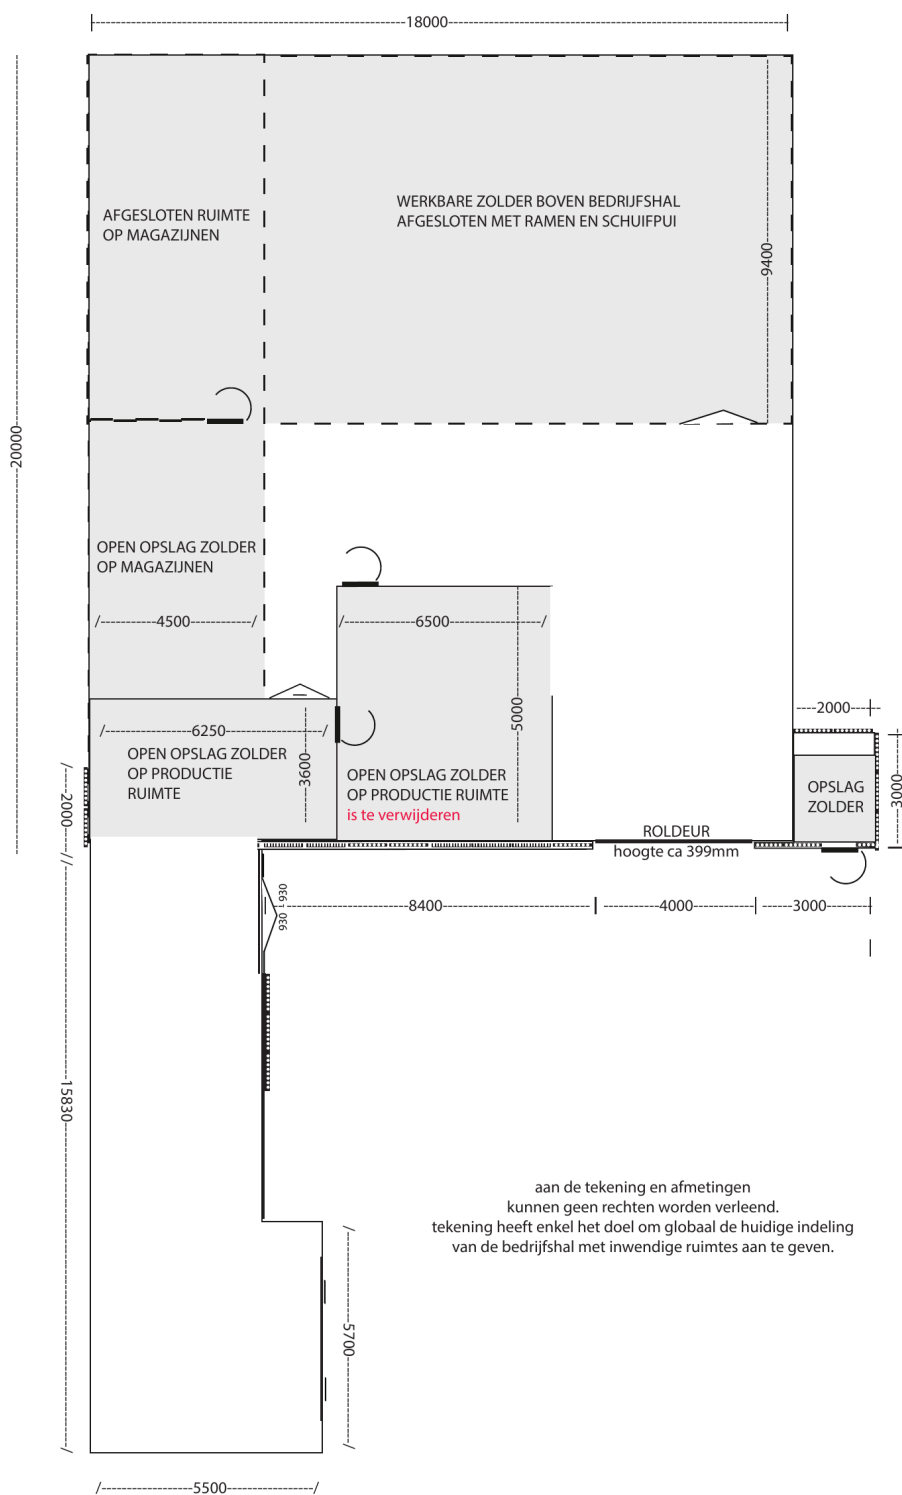 18000
AFGESLOTEN RUIMTE
OP MAGAZIJNEN
WERKBARE ZOLDER BOVEN BEDRIJFSHAL
AFGESLOTEN MET RAMEN EN SCHUIFPUI
9400
20000
OPEN OPSLAG ZOLDER
OP MAGAZIJNEN
4500
6500
5000
6250
3600
OPEN OPSLAG ZOLDER
OP PRODUCTIE
RUIMTE
OPEN OPSLAG ZOLDER
OP PRODUCTIE RUIMTE
is te verwijderen
2000
OPSLAG
ZOLDER
3000
2000
ROLDEUR
hoogte ca 399mm
930 - 930
8400
4000
3000
15830
aan de tekening en afmetingen
kunnen geen rechten worden verleend.
tekening heeft enkel het doel om globaal de huidige indeling
van de bedrijfshal met inwendige ruimtes aan te geven.
5700
5500